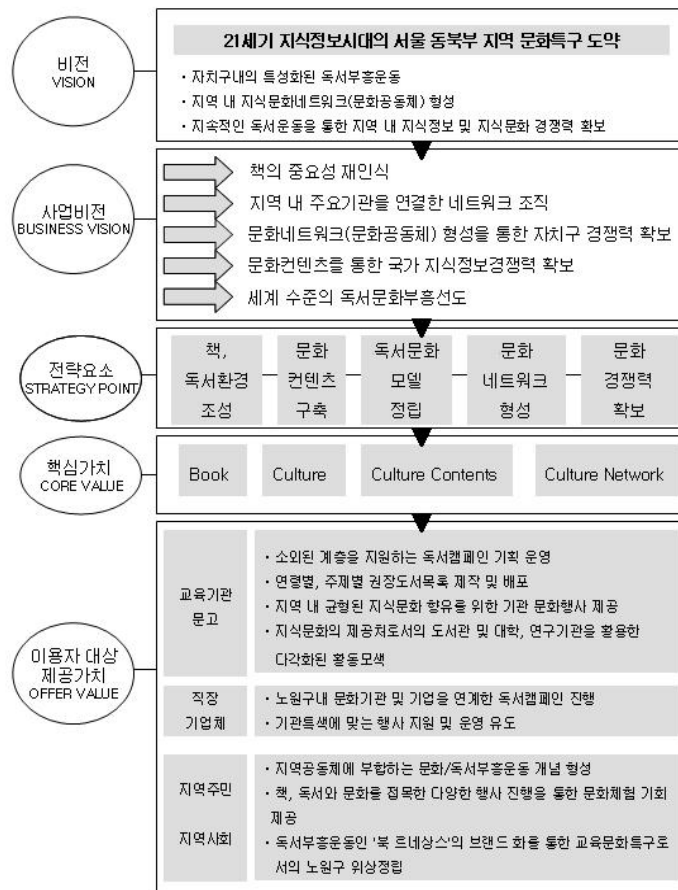 비전
VISION
21세기 지식정보시대의 서울 동북부 지역 문화특구 도약
· 자치구내의 특성화된 독서부흥운동
· 지역 내 지식문화네트워크(문화공동체) 형성
· 지속적인 독서운동을 통한 지역 내 지식정보 및 지식문화 경쟁력 확보
사업비전
BUSINESS VISION
책의 중요성 재인식
지역 내 주요기관을 연결한 네트워크 조직
문화네트워크(문화공동체) 형성을 통한 자치구 경쟁력 확보
문화컨텐츠를 통한 국가 지식정보경쟁력 확보
세계 수준의 독서문화부흥선도
전략요소
STRATEGY POINT
책,
독서환경
조성
문화
컨텐츠
구축
독서문화
모델
정립
문화
네트워크
형성
문화
경쟁력
확보
핵심가치
CORE VALUE
Book
Culture
Culture Contents
Culture Network
이용자 대상
제공가치
OFFER VALUE
교육기관
문고
· 소외된 계층을 지원하는 독서캠페인 기획 운영
· 연령별, 주제별 권장도서목록 제작 및 배포
· 지역 내 균형된 지식문화 향유를 위한 기관 문화행사 제공
· 지식문화의 제공처로서의 도서관 및 대학, 연구기관을 활용한
다각화된 활동모색
직장
기업체
· 노원구내 문화기관 및 기업을 연계한 독서캠페인 진행
· 기관특색에 맞는 행사 지원 및 운영 유도
지역주민
지역사회
· 지역공동체에 부합하는 문화/독서부흥운동 개념 형성
· 책, 독서와 문화를 접목한 다양한 행사 진행을 통한 문화체험 기회
제공
· 독서부흥운동인 '북 르네상스'의 브랜드 화를 통한 교육문화특구로
서의 노원구 위상정립